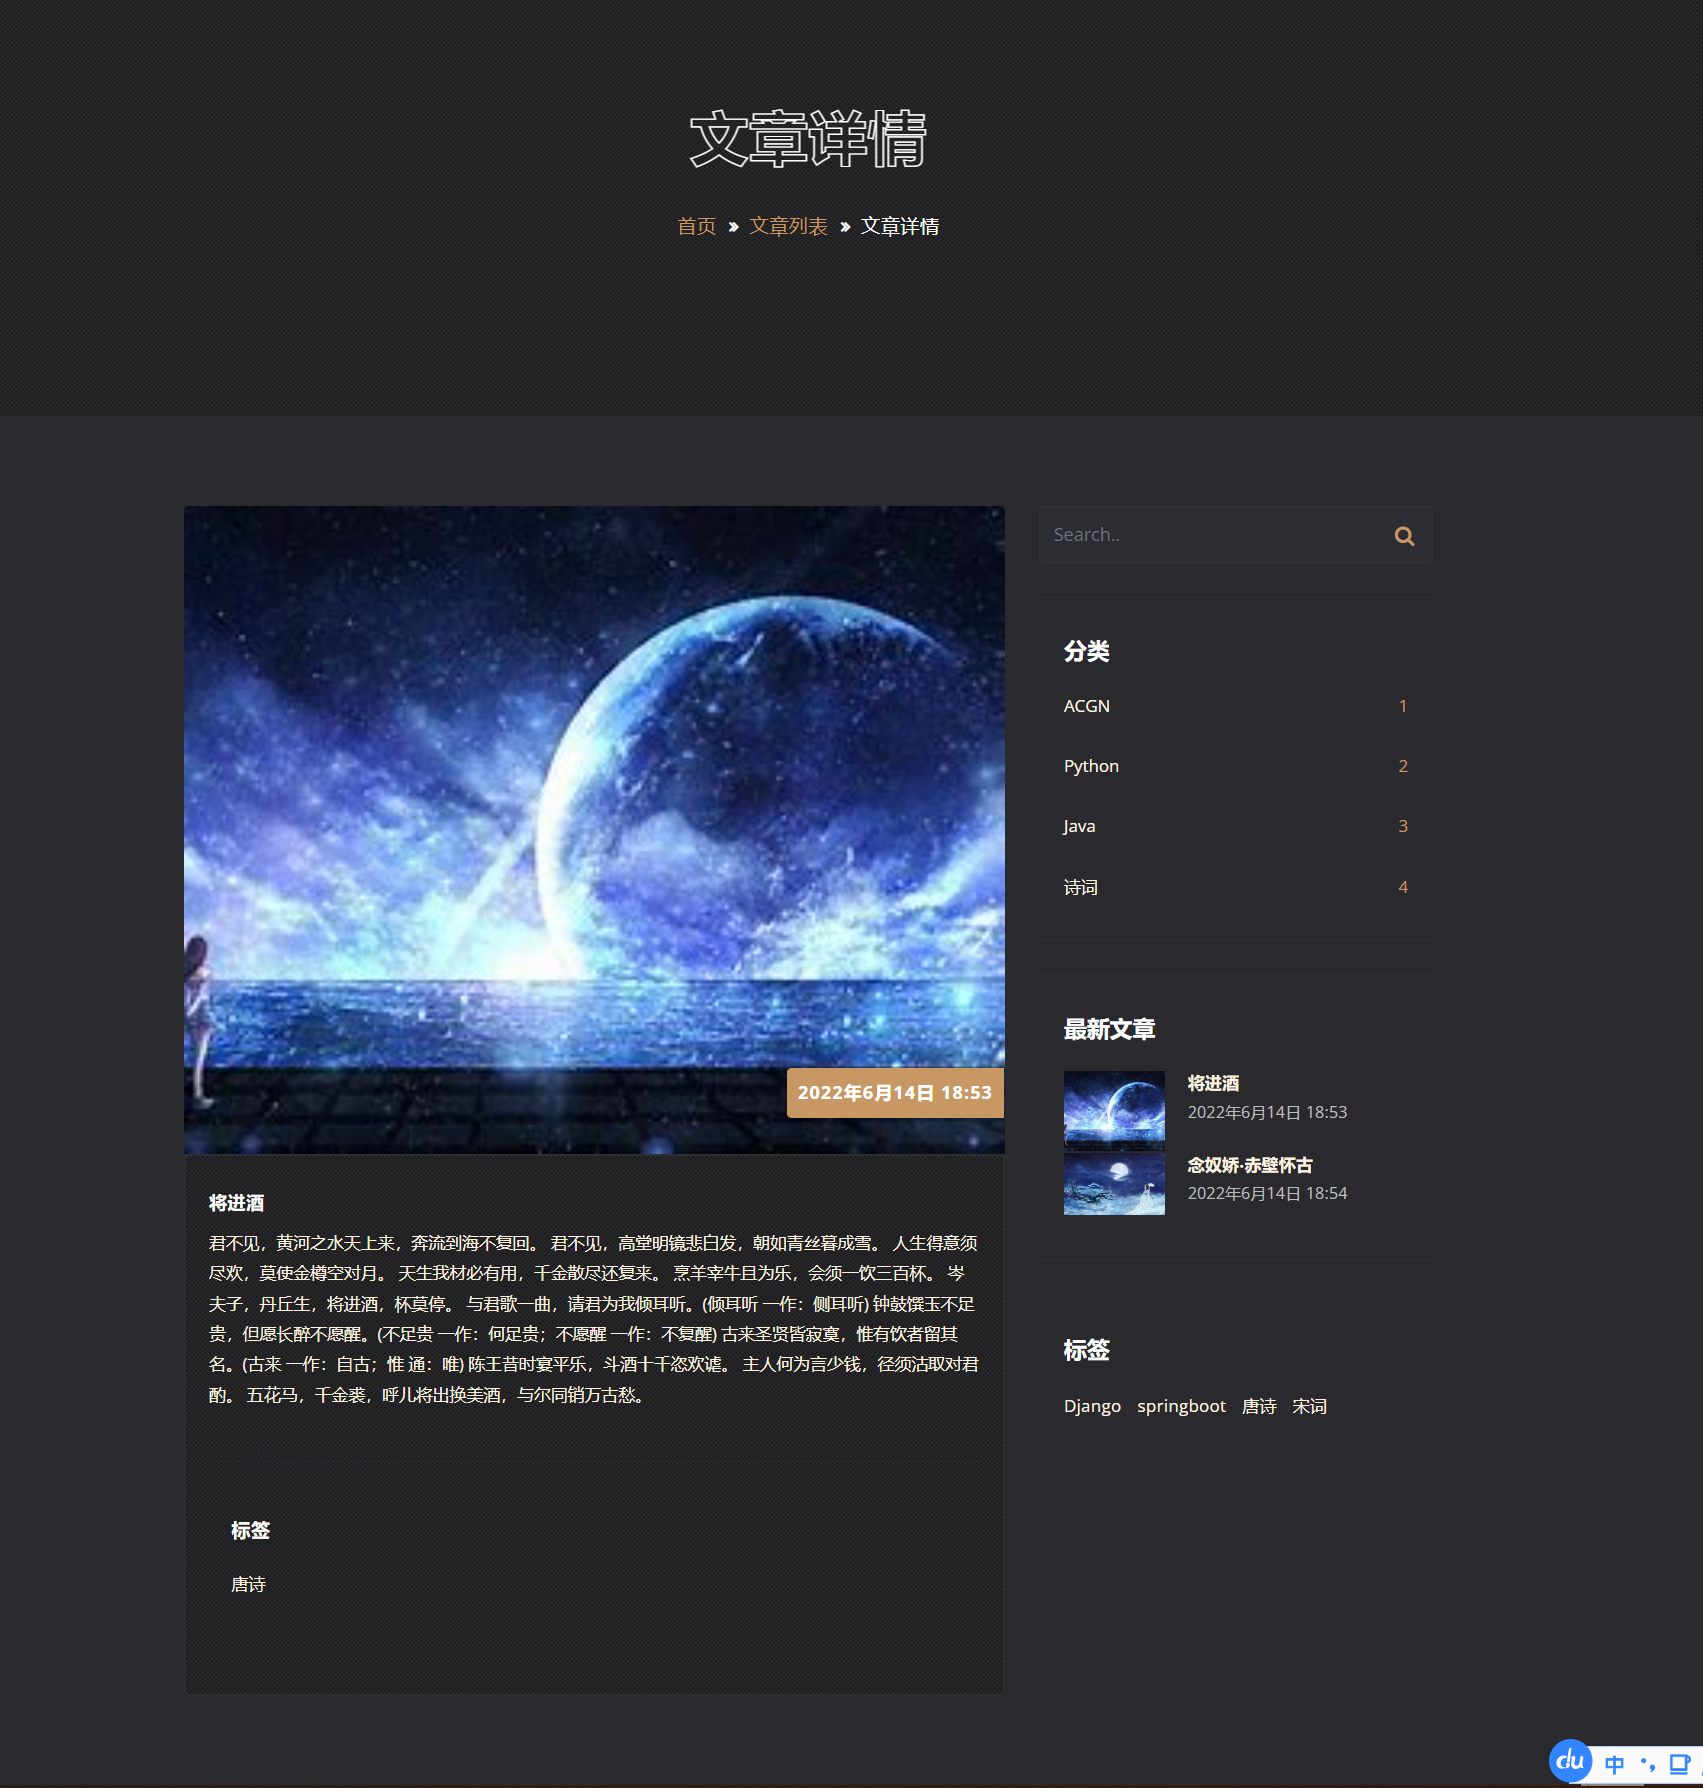 文章详情
首页 » 文章列表 » 文章详情
2022年6月14日 18:53
将进酒
君不见，黄河之水天上来，奔流到海不复回。 君不见，高堂明镜悲白发，朝如青丝暮成雪。 人生得意须
尽欢，莫使金樽空对月。 天生我材必有用，千金散尽还复来。 烹羊宰牛且为乐，会须一饮三百杯。 岑
夫子，丹丘生，将进酒，杯莫停。 与君歌一曲，请君为我倾耳听。(倾耳听 一作：侧耳听) 钟鼓馔玉不足
贵，但愿长醉不愿醒。(不足贵 一作：何足贵；不愿醒 一作：不复醒) 古来圣贤皆寂寞，惟有饮者留其
名。(古来 一作：自古；惟 通：唯) 陈王昔时宴平乐，斗酒十千恣欢谑。 主人何为言少钱，径须沽取对君
酌。 五花马，千金裘，呼儿将出换美酒，与尔同销万古愁。
标签
唐诗
Search..
分类
ACGN 1
Python 2
Java 3
诗词 4
最新文章
将进酒
2022年6月14日 18:53
念奴娇·赤壁怀古
2022年6月14日 18:54
标签
Django springboot 唐诗 宋词
du 中 •,